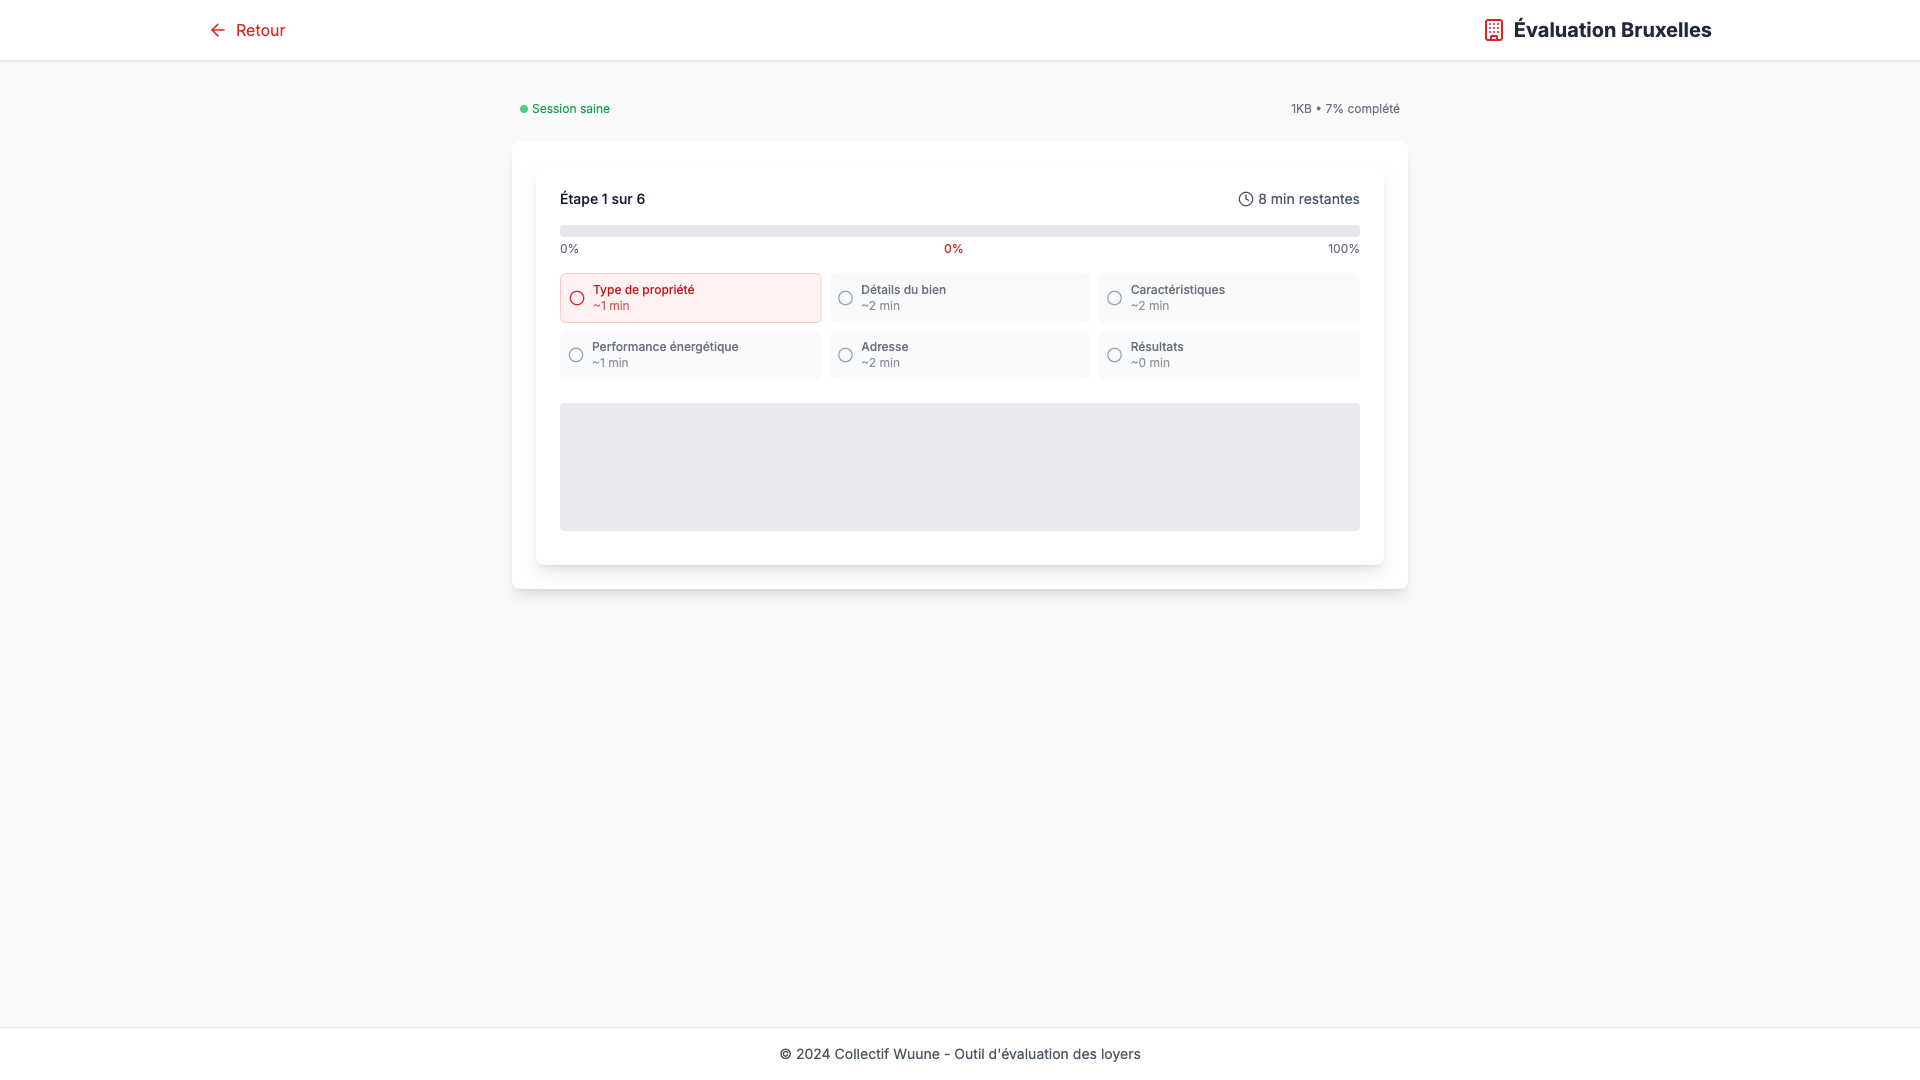 Retour
Évaluation Bruxelles
Session saine
1KB • 7% complété
Étape 1 sur 6
8 min restantes
0%
0%
100%
Type de propriété
~1 min
Détails du bien
~2 min
Caractéristiques
~2 min
Performance énergétique
~1 min
Adresse
~2 min
Résultats
~0 min
© 2024 Collectif Wuune - Outil d'évaluation des loyers